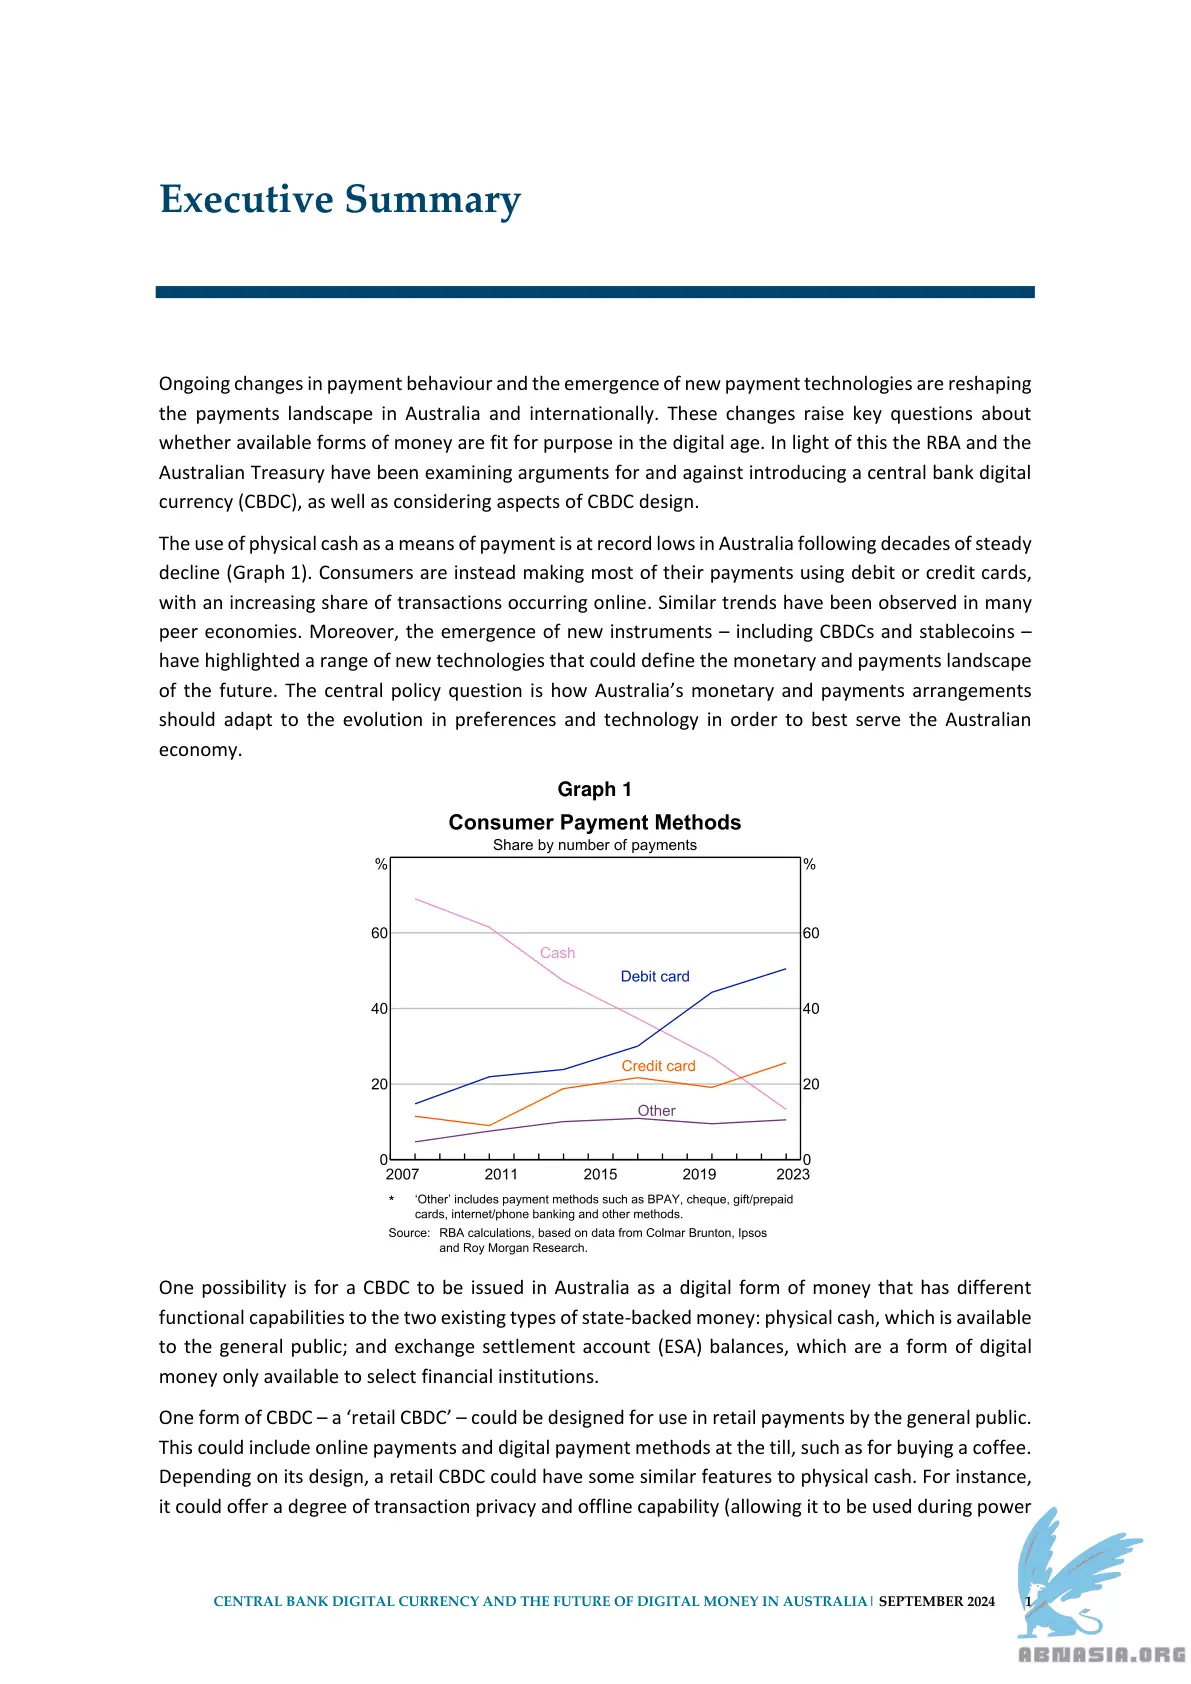 Executive Summary
Ongoing changes in payment behaviour and the emergence of new payment technologies are reshaping
the payments landscape in Australia and internationally. These changes raise key questions about
whether available forms of money are fit for purpose in the digital age. In light of this the RBA and the
Australian Treasury have been examining arguments for and against introducing a central bank digital
currency (CBDC), as well as considering aspects of CBDC design.
The use of physical cash as a means of payment is at record lows in Australia following decades of steady
decline (Graph 1). Consumers are instead making most of their payments using debit or credit cards,
with an increasing share of transactions occurring online. Similar trends have been observed in many
peer economies. Moreover, the emergence of new instruments – including CBDCs and stablecoins –
have highlighted a range of new technologies that could define the monetary and payments landscape
of the future. The central policy question is how Australia’s monetary and payments arrangements
should adapt to the evolution in preferences and technology in order to best serve the Australian
economy.
Graph 1
Consumer Payment Methods
Share by number of payments
% %
60 60
Cash
Debit card
40 40
Credit card
20 20
Other
0 0
2007 2011 2015 2019 2023
* ‘Other’ includes payment methods such as BPAY, cheque, gift/prepaid
cards, internet/phone banking and other methods.
Source: RBA calculations, based on data from Colmar Brunton, Ipsos
and Roy Morgan Research.
One possibility is for a CBDC to be issued in Australia as a digital form of money that has different
functional capabilities to the two existing types of state-backed money: physical cash, which is available
to the general public; and exchange settlement account (ESA) balances, which are a form of digital
money only available to select financial institutions.
One form of CBDC – a ‘retail CBDC’ – could be designed for use in retail payments by the general public.
This could include online payments and digital payment methods at the till, such as for buying a coffee.
Depending on its design, a retail CBDC could have some similar features to physical cash. For instance,
it could offer a degree of transaction privacy and offline capability (allowing it to be used during power
CENTRAL BANK DIGITAL CURRENCY AND THE FUTURE OF DIGITAL MONEY IN AUSTRALIA| SEPTEMBER 2024 1
ABNASIA.ORG